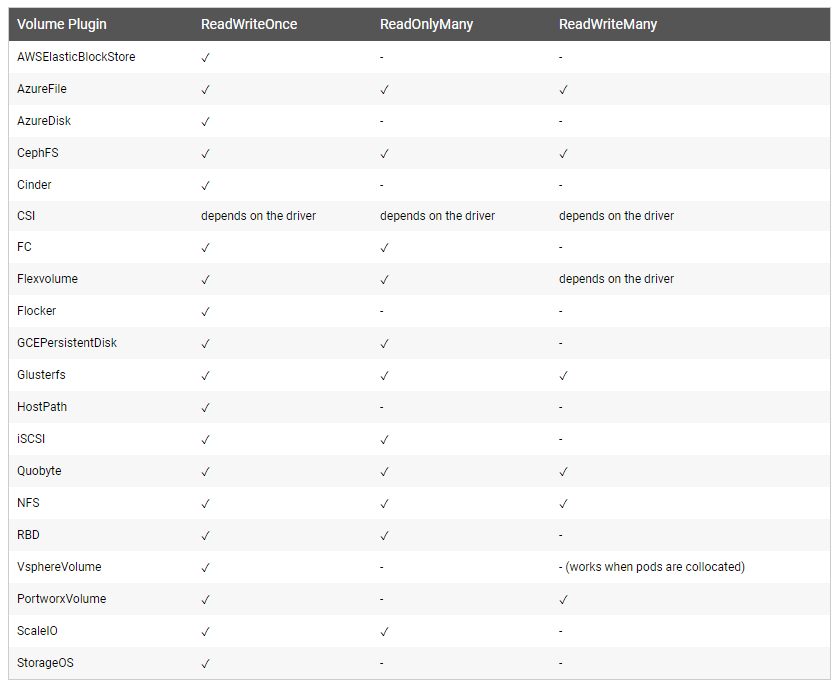 Volume Plugin ReadWriteOnce ReadOnlyMany ReadWriteMany
AWSElasticBlockStore ✓ - -
AzureFile ✓ ✓ ✓
AzureDisk ✓ - -
CephFS ✓ ✓ ✓
Cinder ✓ - -
CSI depends on the driver depends on the driver depends on the driver
FC ✓ ✓ -
Flexvolume ✓ ✓ depends on the driver
Flocker ✓ - -
GCEPersistentDisk ✓ ✓ -
Glusterfs ✓ ✓ ✓
HostPath ✓ - -
iSCSI ✓ ✓ -
Quobyte ✓ ✓ ✓
NFS ✓ ✓ ✓
RBD ✓ ✓ -
VsphereVolume ✓ - - (works when pods are collocated)
PortworxVolume ✓ - ✓
ScaleIO ✓ ✓ -
StorageOS ✓ - -